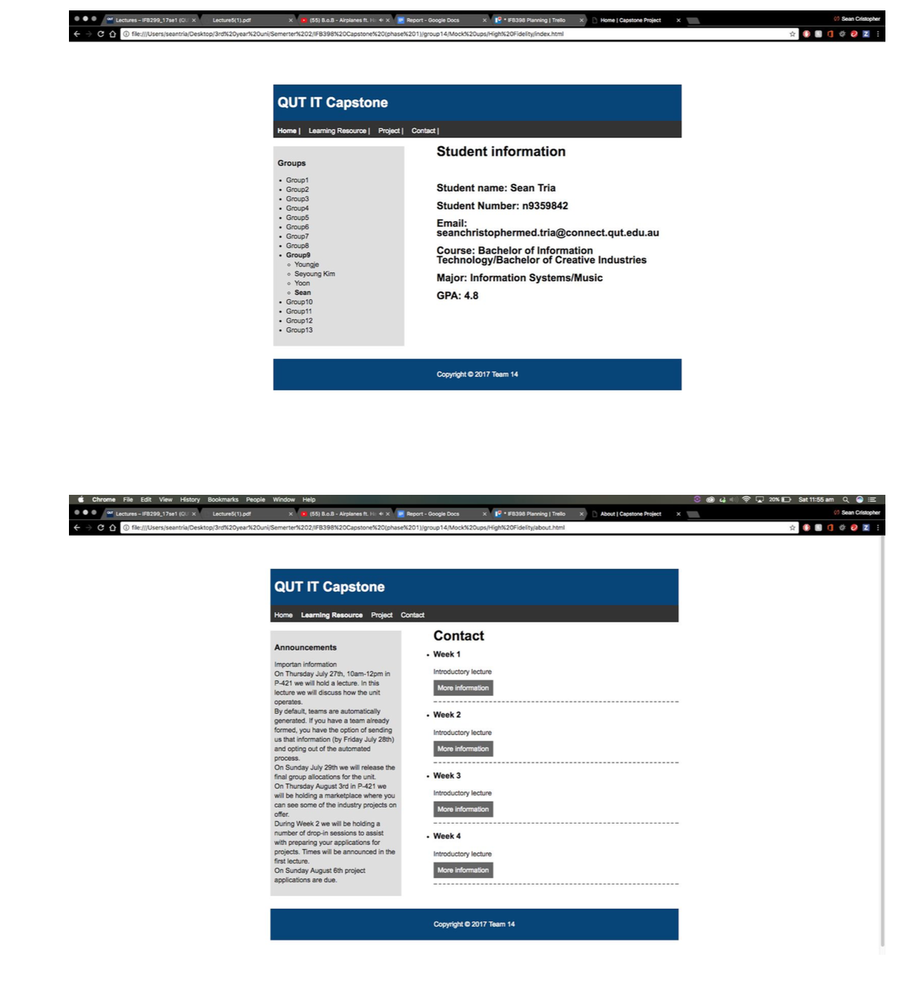 Lectures – IFB299_17se1 (QU
Lecture5(1).pdf
(55) B.o.B - Airplanes ft. H
Report - Google Docs
* IFB398 Planning | Trello
Home | Capstone Project
Sean Cristopher
file:///Users/seantria/Desktop/3rd%20year%20uni/Semerter%202/IFB398%20Capstone%20(phase%201)/group14/Mock%20ups/High%20Fidelity/index.html
QUT IT Capstone
Home | Learning Resource | Project | Contact |
Groups
Group1
Group2
Group3
Group4
Group5
Group6
Group7
Group8
Group9
Youngje
Seyoung Kim
Yoon
Sean
Group10
Group11
Group12
Group13
Student information
Student name: Sean Tria
Student Number: n9359842
Email:
seanchristophermed.tria@connect.qut.edu.au
Course: Bachelor of Information
Technology/Bachelor of Creative Industries
Major: Information Systems/Music
GPA: 4.8
Copyright © 2017 Team 14
Chrome File Edit View History Bookmarks People Window Help
20% Sat 11:55 am
Lectures – IFB299_17se1 (QU
Lecture5(1).pdf
(55) B.o.B - Airplanes ft. H
Report - Google Docs
* IFB398 Planning | Trello
About | Capstone Project
Sean Cristopher
file:///Users/seantria/Desktop/3rd%20year%20uni/Semerter%202/IFB398%20Capstone%20(phase%201)/group14/Mock%20ups/High%20Fidelity/about.html
QUT IT Capstone
Home Learning Resource Project Contact
Announcements
Importan information
On Thursday July 27th, 10am-12pm in
P-421 we will hold a lecture. In this
lecture we will discuss how the unit
operates.
By default, teams are automatically
generated. If you have a team already
formed, you have the option of sending
us that information (by Friday July 28th)
and opting out of the automated
process.
On Sunday July 29th we will release the
final group allocations for the unit.
On Thursday August 3rd in P-421 we
will be holding a marketplace where you
can see some of the industry projects on
offer.
During Week 2 we will be holding a
number of drop-in sessions to assist
with preparing your applications for
projects. Times will be announced in the
first lecture.
On Sunday August 6th project
applications are due.
Contact
Week 1
Introductory lecture
More information
Week 2
Introductory lecture
More information
Week 3
Introductory lecture
More information
Week 4
Introductory lecture
More information
Copyright © 2017 Team 14